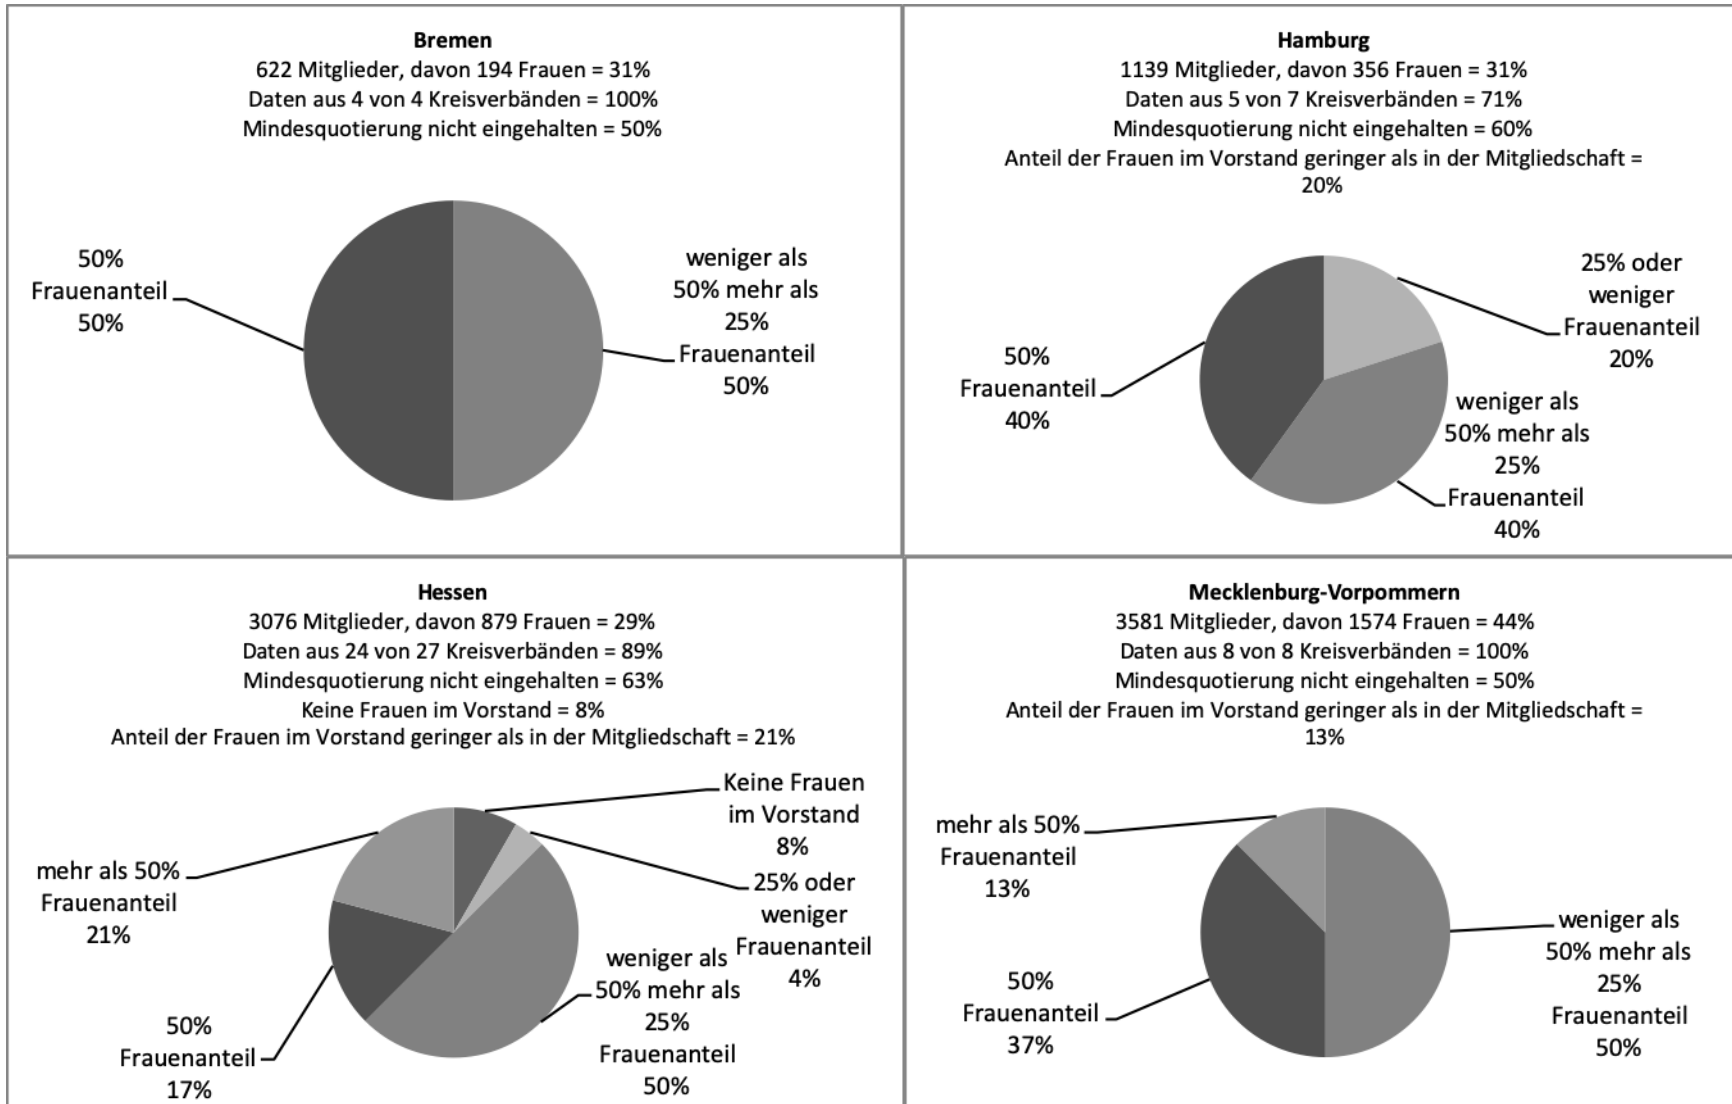 Bremen
622 Mitglieder, davon 194 Frauen = 31%
Daten aus 4 von 4 Kreisverbänden = 100%
Mindesquotierung nicht eingehalten = 50%
50%
Frauenanteil
50%
weniger als
50% mehr als
25%
Frauenanteil
50%
Hamburg
1139 Mitglieder, davon 356 Frauen = 31%
Daten aus 5 von 7 Kreisverbänden = 71%
Mindesquotierung nicht eingehalten = 60%
Anteil der Frauen im Vorstand geringer als in der Mitgliedschaft =
20%
25% oder
weniger
Frauenanteil
20%
50%
Frauenanteil
40%
weniger als
50% mehr als
25%
Frauenanteil
40%
Hessen
3076 Mitglieder, davon 879 Frauen = 29%
Daten aus 24 von 27 Kreisverbänden = 89%
Mindesquotierung nicht eingehalten = 63%
Keine Frauen im Vorstand = 8%
Anteil der Frauen im Vorstand geringer als in der Mitgliedschaft = 21%
Keine Frauen
im Vorstand
8%
mehr als 50%
Frauenanteil
21%
25% oder
weniger
Frauenanteil
4%
weniger als
50% mehr als
25%
Frauenanteil
50%
50%
Frauenanteil
17%
Mecklenburg-Vorpommern
3581 Mitglieder, davon 1574 Frauen = 44%
Daten aus 8 von 8 Kreisverbänden = 100%
Mindesquotierung nicht eingehalten = 50%
Anteil der Frauen im Vorstand geringer als in der Mitgliedschaft =
13%
mehr als 50%
Frauenanteil
13%
weniger als
50% mehr als
25%
Frauenanteil
50%
50%
Frauenanteil
37%